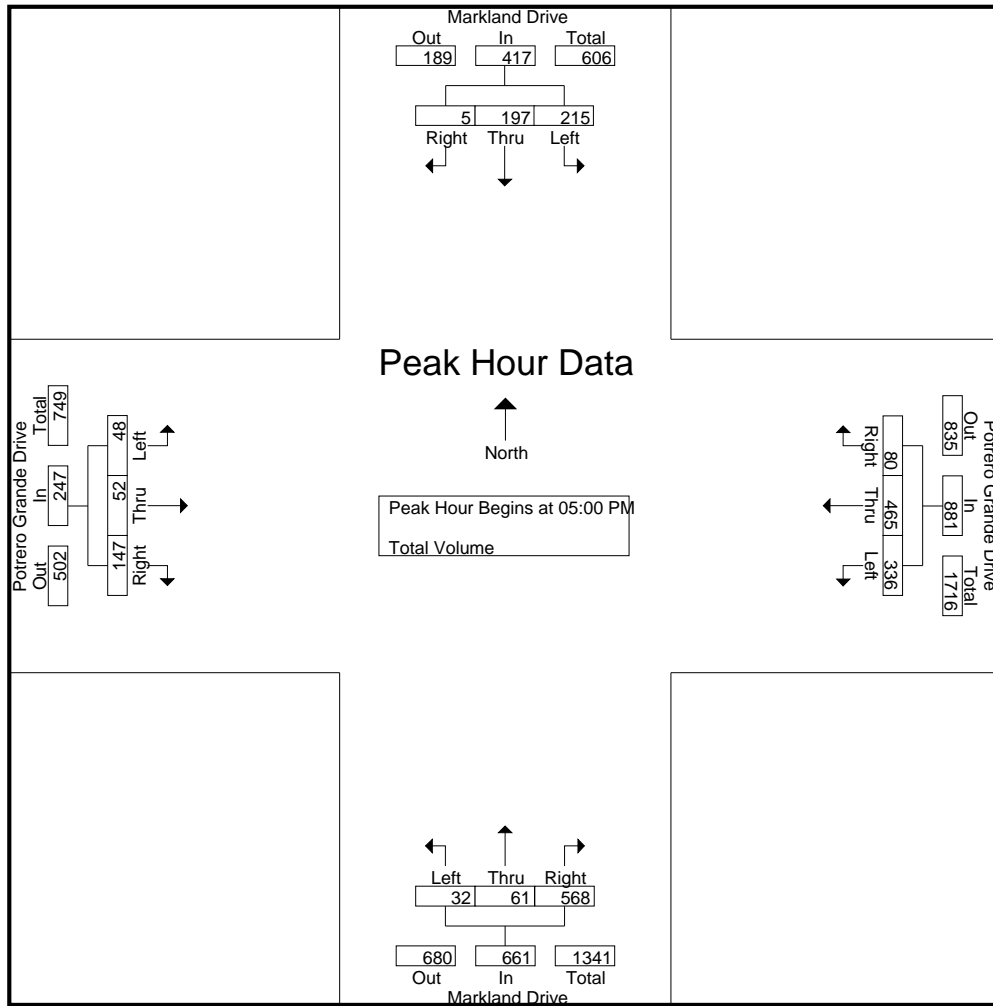 Markland Drive
Out In Total
189 417 606
5 197 215
Right Thru Left
Peak Hour Data
North
Peak Hour Begins at 05:00 PM
Total Volume
Potrero Grande Drive
Out In Total
502 247 749
48 52 147
Left Thru Right
Potrero Grande Drive
Out In Total
835 881 1716
80 465 336
Right Thru Left
Left Thru Right
32 61 568
680 661 1341
Out In Total
Markland Drive